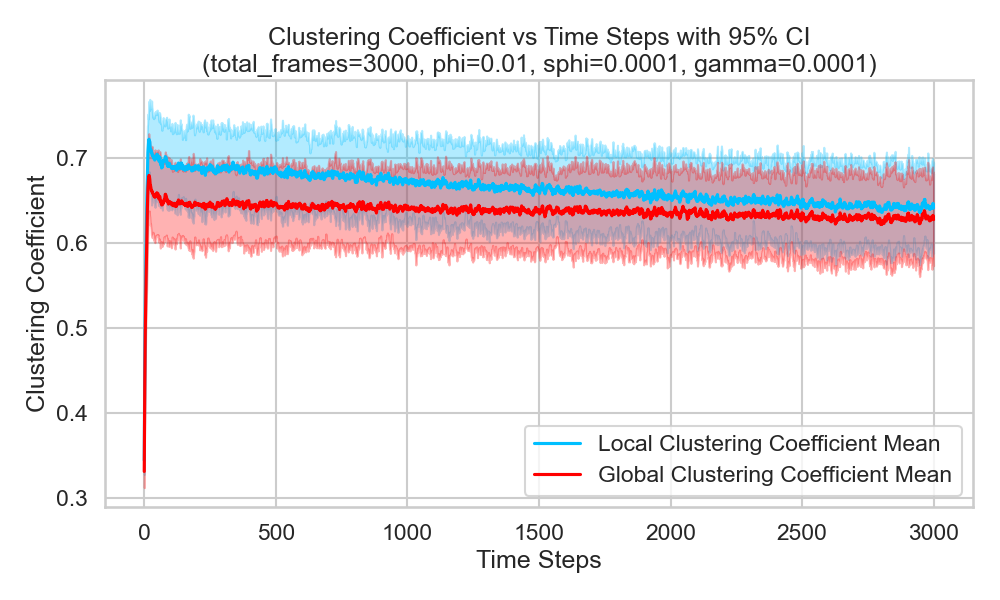 Clustering Coefficient vs Time Steps with 95% CI
(total_frames=3000, phi=0.01, sphi=0.0001, gamma=0.0001)
Clustering Coefficient
0.7
0.6
0.5
0.4
0.3
Local Clustering Coefficient Mean
Global Clustering Coefficient Mean
0 500 1000 1500 2000 2500 3000
Time Steps